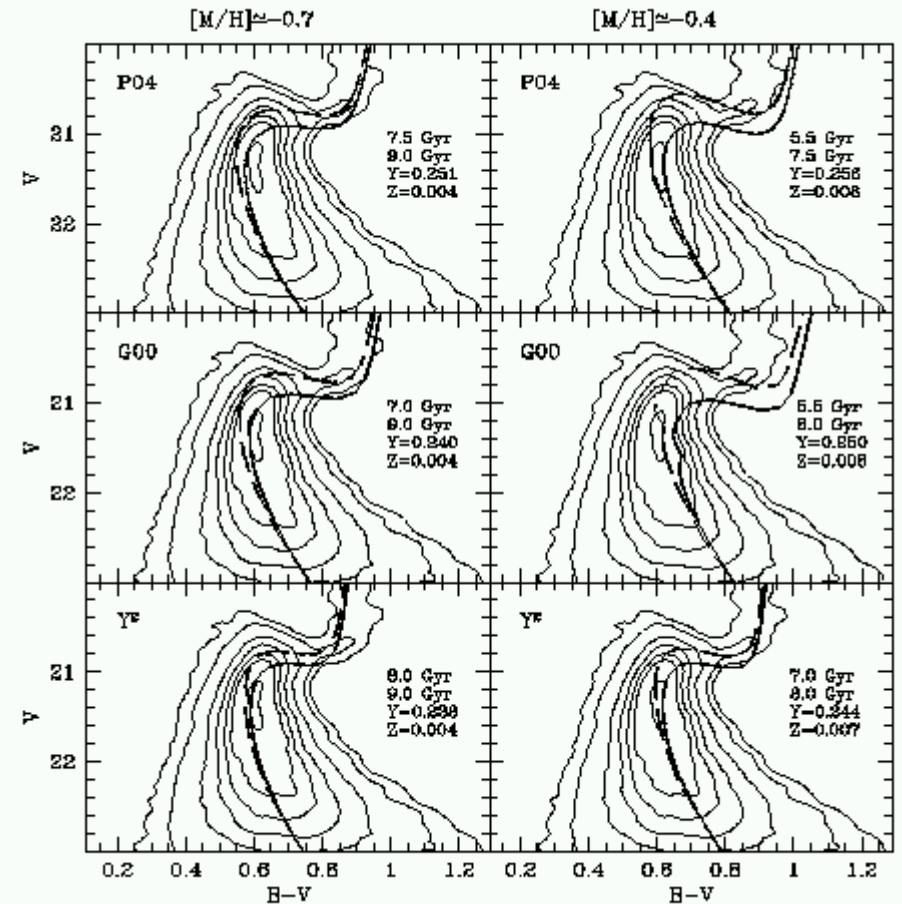 [M/H]≃-0.7 [M/H]≃-0.4
P04
7.5 Gyr
9.0 Gyr
Y=0.251
Z=0.004
P04
5.5 Gyr
7.5 Gyr
Y=0.256
Z=0.008
21
22
V
G00
7.0 Gyr
9.0 Gyr
Y=0.240
Z=0.004
G00
5.5 Gyr
8.0 Gyr
Y=0.250
Z=0.008
21
22
V
8.0 Gyr
9.0 Gyr
Y=0.238
Z=0.004
7.0 Gyr
8.0 Gyr
Y=0.244
Z=0.007
21
22
V
0.2 0.4 0.6 0.8 1 1.2 0.2 0.4 0.6 0.8 1 1.2
B-V B-V